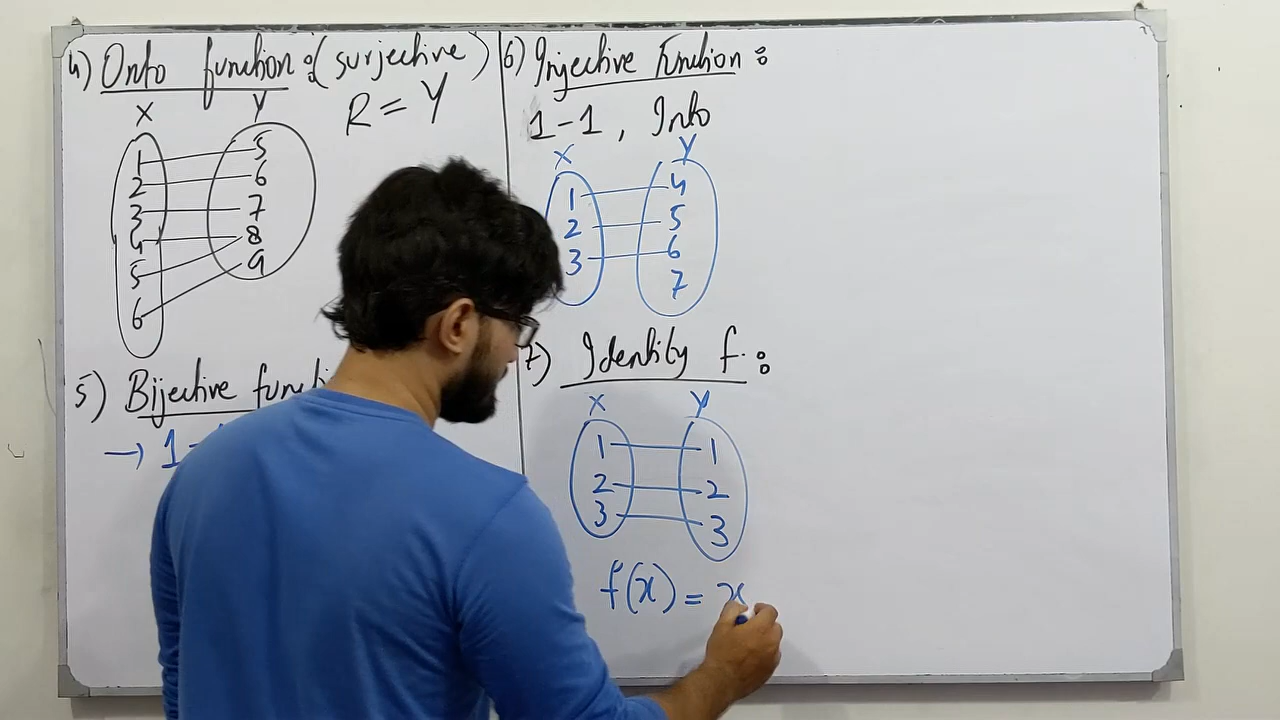 4) Onto function : (surjective)
R = Y
X Y
1 5
2 6
3 7
4 8
5 9
6
5) Bijective
→ 1-
6) Injective Function :
1-1, Into
X Y
1 4
2 5
3 6
7
7) Identity f. :
X Y
1 1
2 2
3 3
f(x) = x